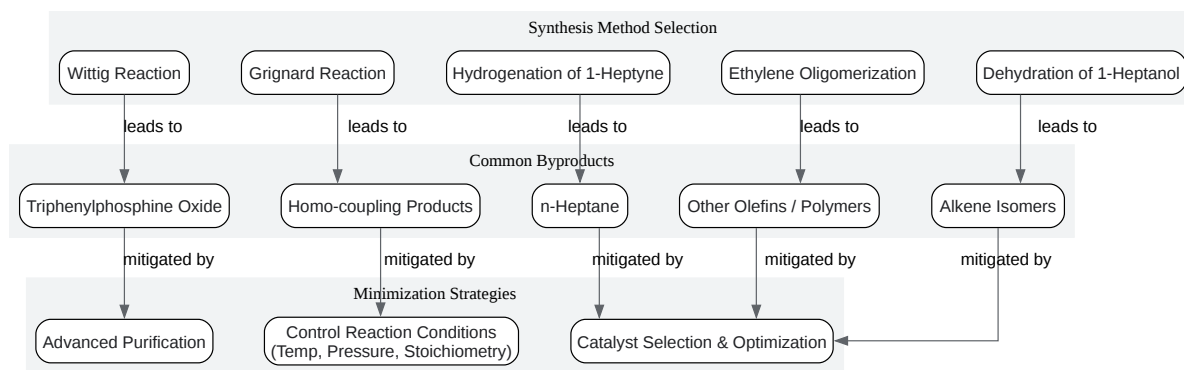 Synthesis Method Selection
Wittig Reaction
Grignard Reaction
Hydrogenation of 1-Heptyne
Ethylene Oligomerization
Dehydration of 1-Heptanol
leads to
leads to
leads to
leads to
leads to
Common Byproducts
Triphenylphosphine Oxide
Homo-coupling Products
n-Heptane
Other Olefins / Polymers
Alkene Isomers
mitigated by
mitigated by
mitigated by
mitigated by
mitigated by
Minimization Strategies
Advanced Purification
Control Reaction Conditions
(Temp, Pressure, Stoichiometry)
Catalyst Selection & Optimization